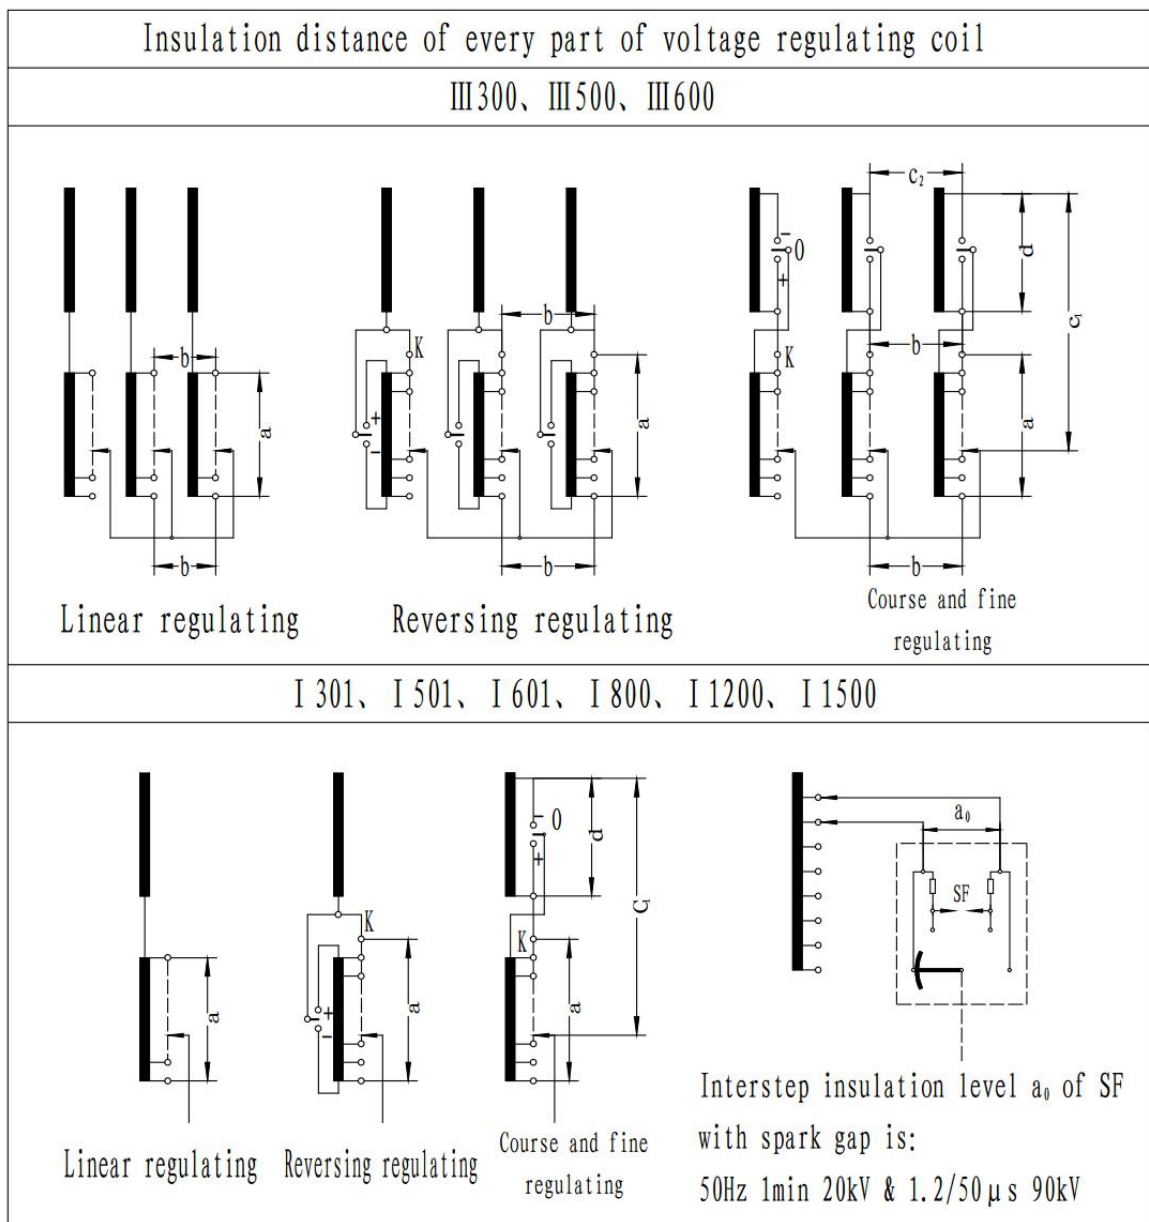 Insulation distance of every part of voltage regulating coil
Ⅲ300、Ⅲ500、Ⅲ600
c₂
b
b
a
K
+
-
b
b
a
-
0
+
K
b
b
d
a
c₁
Linear regulating
Reversing regulating
Course and fine
regulating
Ⅰ301、Ⅰ501、Ⅰ601、Ⅰ800、Ⅰ1200、Ⅰ1500
a
K
+
-
a
-
0
+
K
d
a
C₁
a₀
SF
Linear regulating
Reversing regulating
Course and fine
regulating
Interstep insulation level a₀ of SF
with spark gap is:
50Hz 1min 20kV & 1.2/50μs 90kV